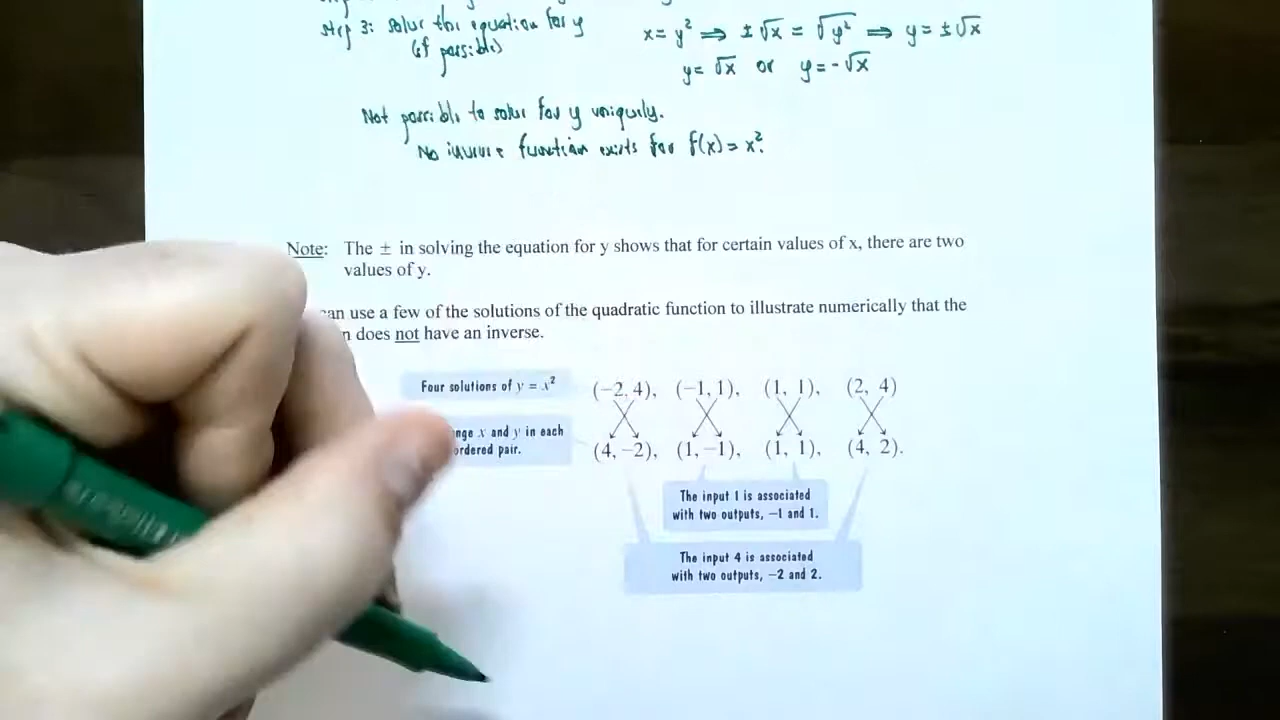 Step 3: Solve the equation for y
(if possible)
x = y² ⟹ ±√x = √y² ⟹ y = ±√x
y = √x or y = -√x
Not possible to solve for y uniquely.
No inverse function exists for f(x) = x².
Note: The ± in solving the equation for y shows that for certain values of x, there are two
values of y.
can use a few of the solutions of the quadratic function to illustrate numerically that the
n does not have an inverse.
Four solutions of y = x²
(−2, 4), (−1, 1), (1, 1), (2, 4)
nge x and y in each
ordered pair.
(4, −2), (1, −1), (1, 1), (4, 2).
The input 1 is associated
with two outputs, −1 and 1.
The input 4 is associated
with two outputs, −2 and 2.